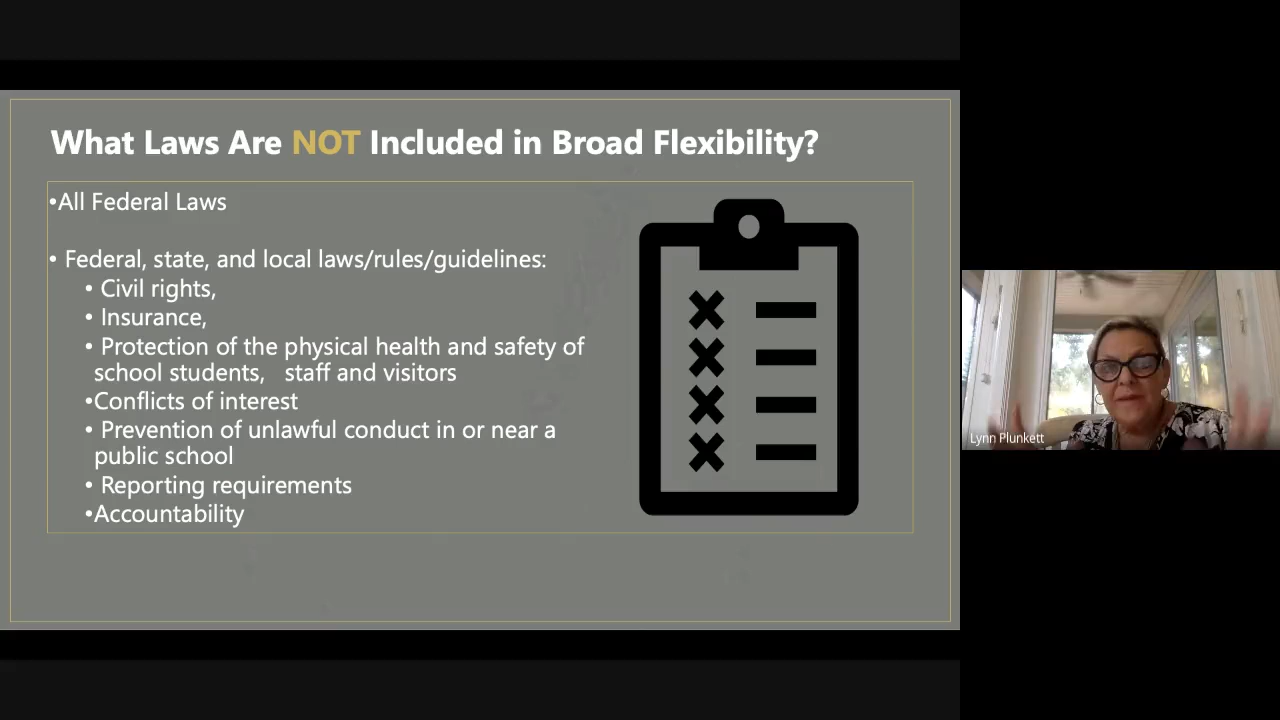 What Laws Are NOT Included in Broad Flexibility?
•All Federal Laws
• Federal, state, and local laws/rules/guidelines:
• Civil rights,
• Insurance,
• Protection of the physical health and safety of
school students, staff and visitors
•Conflicts of interest
• Prevention of unlawful conduct in or near a
public school
• Reporting requirements
•Accountability
Lynn Plunkett